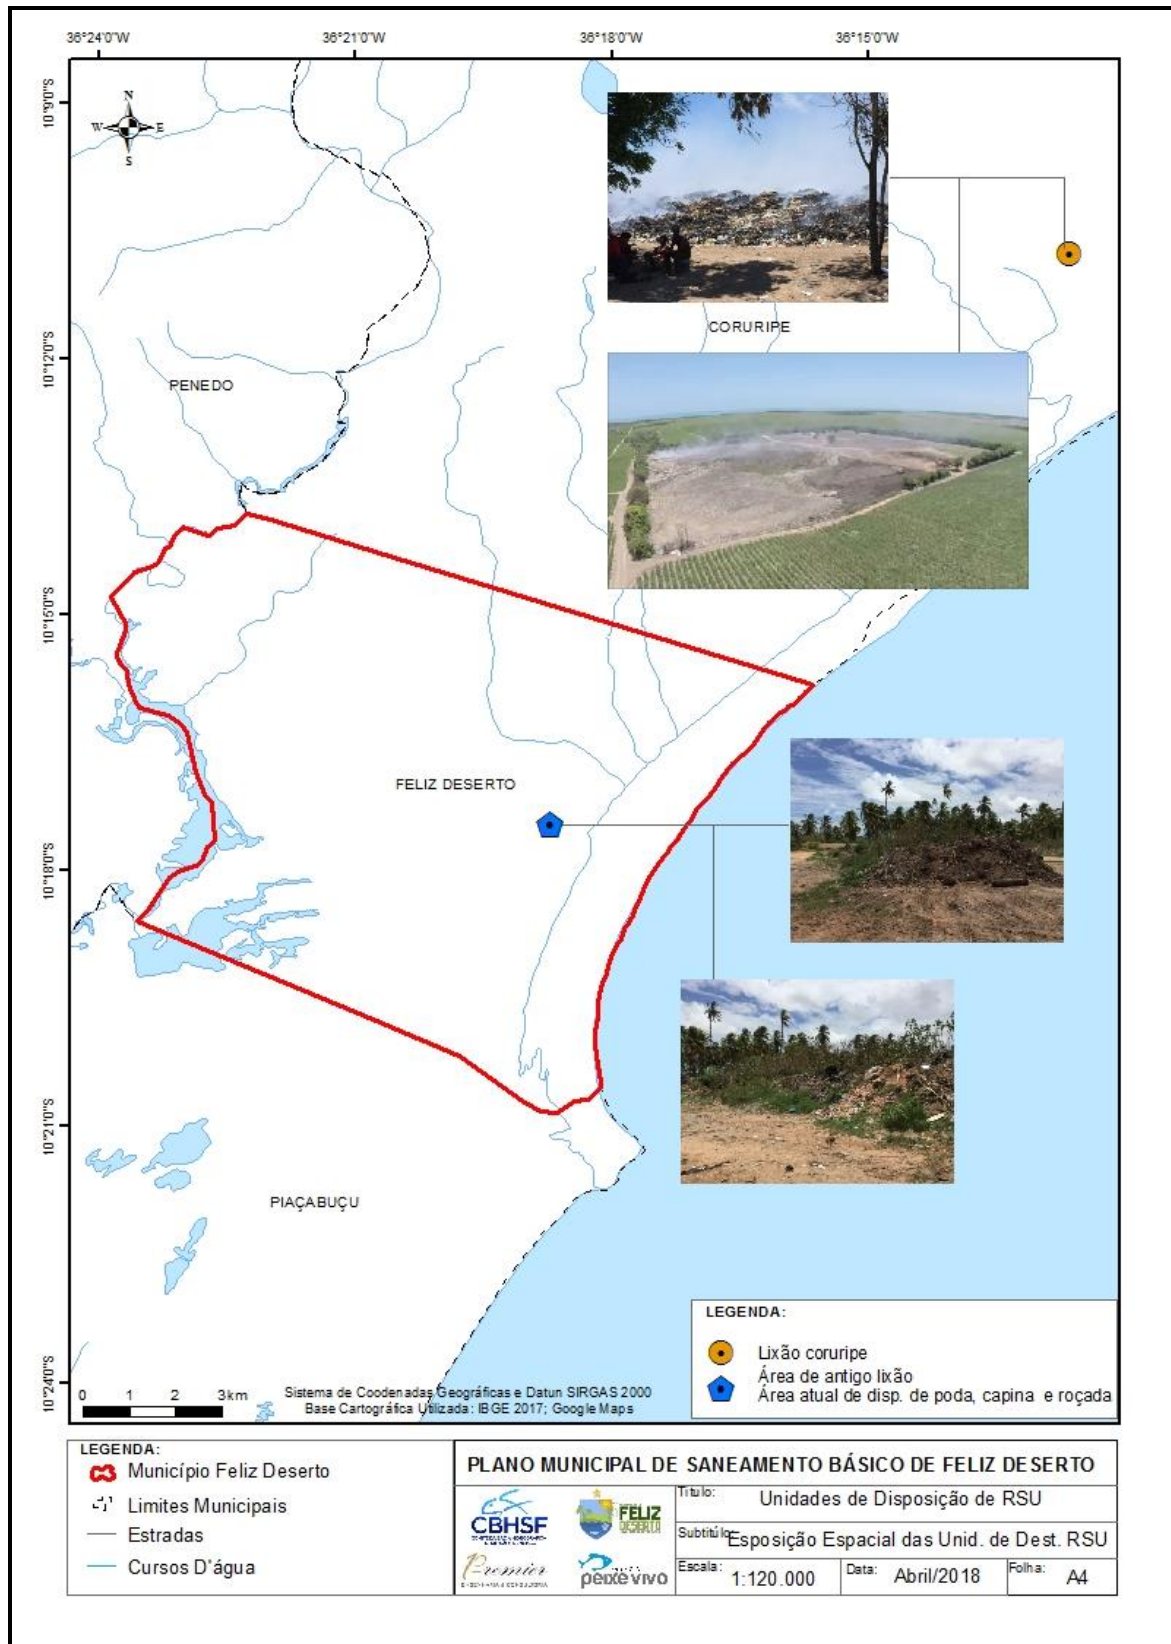 36°24'0"W 36°21'0"W 36°18'0"W 36°15'0"W
10°9'0"S
N
W E
S
CORURIPE
10°12'0"S
PENEDO
10°15'0"S
FELIZ DESERTO
10°18'0"S
10°21'0"S
PIAÇABUÇU
10°24'0"S
LEGENDA:
Lixão coruripe
Área de antigo lixão
Área atual de disp. de poda, capina e roçada
0 1 2 3km
Sistema de Coodenadas Geográficas e Datun SIRGAS 2000
Base Cartográfica Utilizada: IBGE 2017; Google Maps
LEGENDA:
Município Feliz Deserto
Limites Municipais
Estradas
Cursos D'água
PLANO MUNICIPAL DE SANEAMENTO BÁSICO DE FELIZ DESERTO
CBHSF
FELIZ
DESERTO
Premier
ENGENHARIA E CONSULTORIA
peixe vivo
Titulo: Unidades de Disposição de RSU
Subtitúlo: Esposição Espacial das Unid. de Dest. RSU
Escala: 1:120.000
Data: Abril/2018
Folha: A4